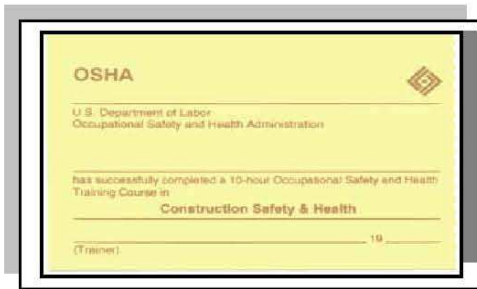 OSHA
U.S. Department of Labor
Occupational Safety and Health Administration
has successfully completed a 10-hour Occupational Safety and Health
Training Course in
Construction Safety & Health
19
(Trainer)